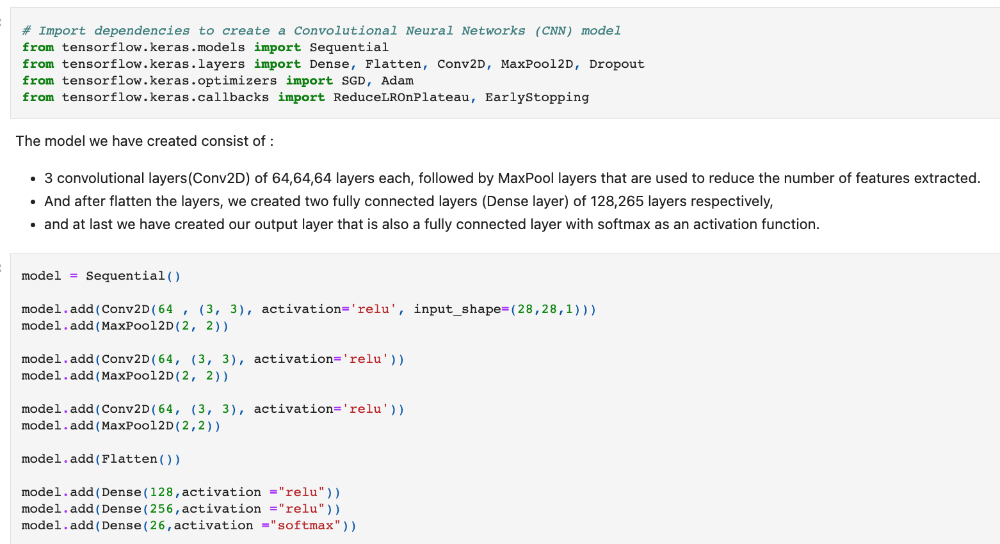 # Import dependencies to create a Convolutional Neural Networks (CNN) model
from tensorflow.keras.models import Sequential
from tensorflow.keras.layers import Dense, Flatten, Conv2D, MaxPool2D, Dropout
from tensorflow.keras.optimizers import SGD, Adam
from tensorflow.keras.callbacks import ReduceLROnPlateau, EarlyStopping
The model we have created consist of :
• 3 convolutional layers(Conv2D) of 64,64,64 layers each, followed by MaxPool layers that are used to reduce the number of features extracted.
• And after flatten the layers, we created two fully connected layers (Dense layer) of 128,265 layers respectively,
• and at last we have created our output layer that is also a fully connected layer with softmax as an activation function.
model = Sequential()
model.add(Conv2D(64 , (3, 3), activation='relu', input_shape=(28,28,1)))
model.add(MaxPool2D(2, 2))
model.add(Conv2D(64, (3, 3), activation='relu'))
model.add(MaxPool2D(2, 2))
model.add(Conv2D(64, (3, 3), activation='relu'))
model.add(MaxPool2D(2,2))
model.add(Flatten())
model.add(Dense(128,activation ="relu"))
model.add(Dense(256,activation ="relu"))
model.add(Dense(26,activation ="softmax"))